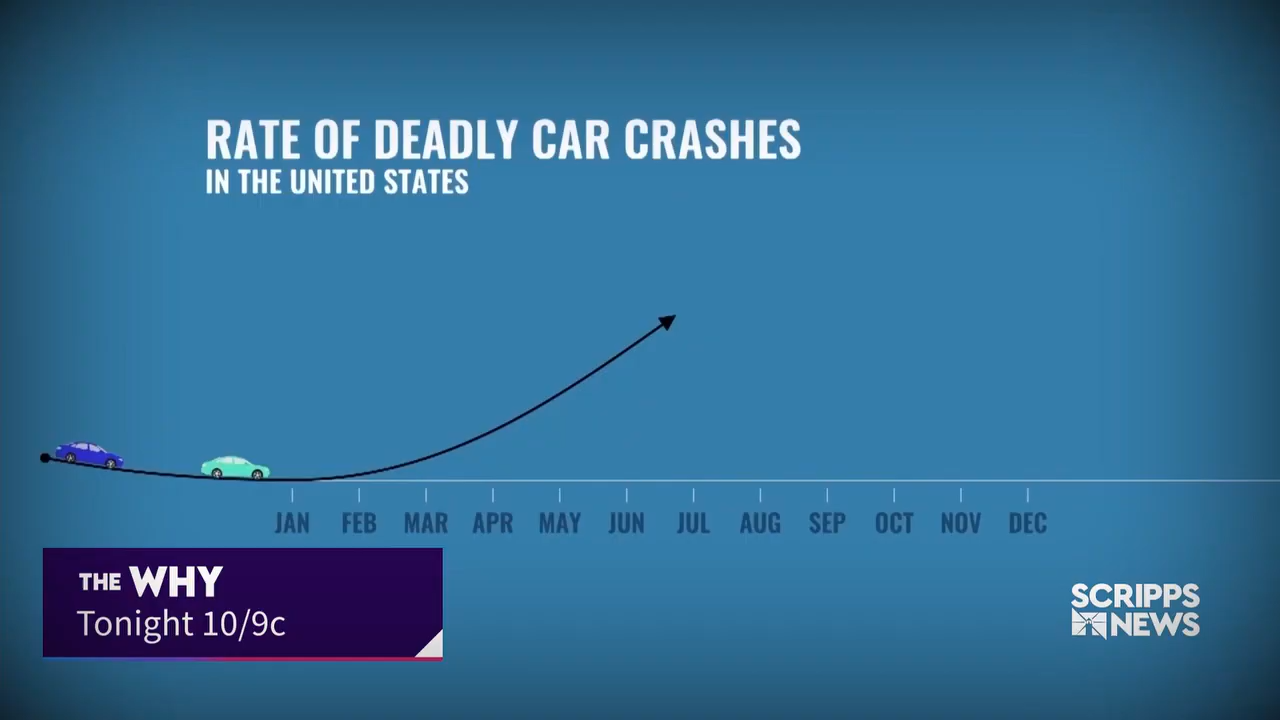 RATE OF DEADLY CAR CRASHES
IN THE UNITED STATES
JAN FEB MAR APR MAY JUN JUL AUG SEP OCT NOV DEC
THE WHY
Tonight 10/9c
SCRIPPS
NEWS